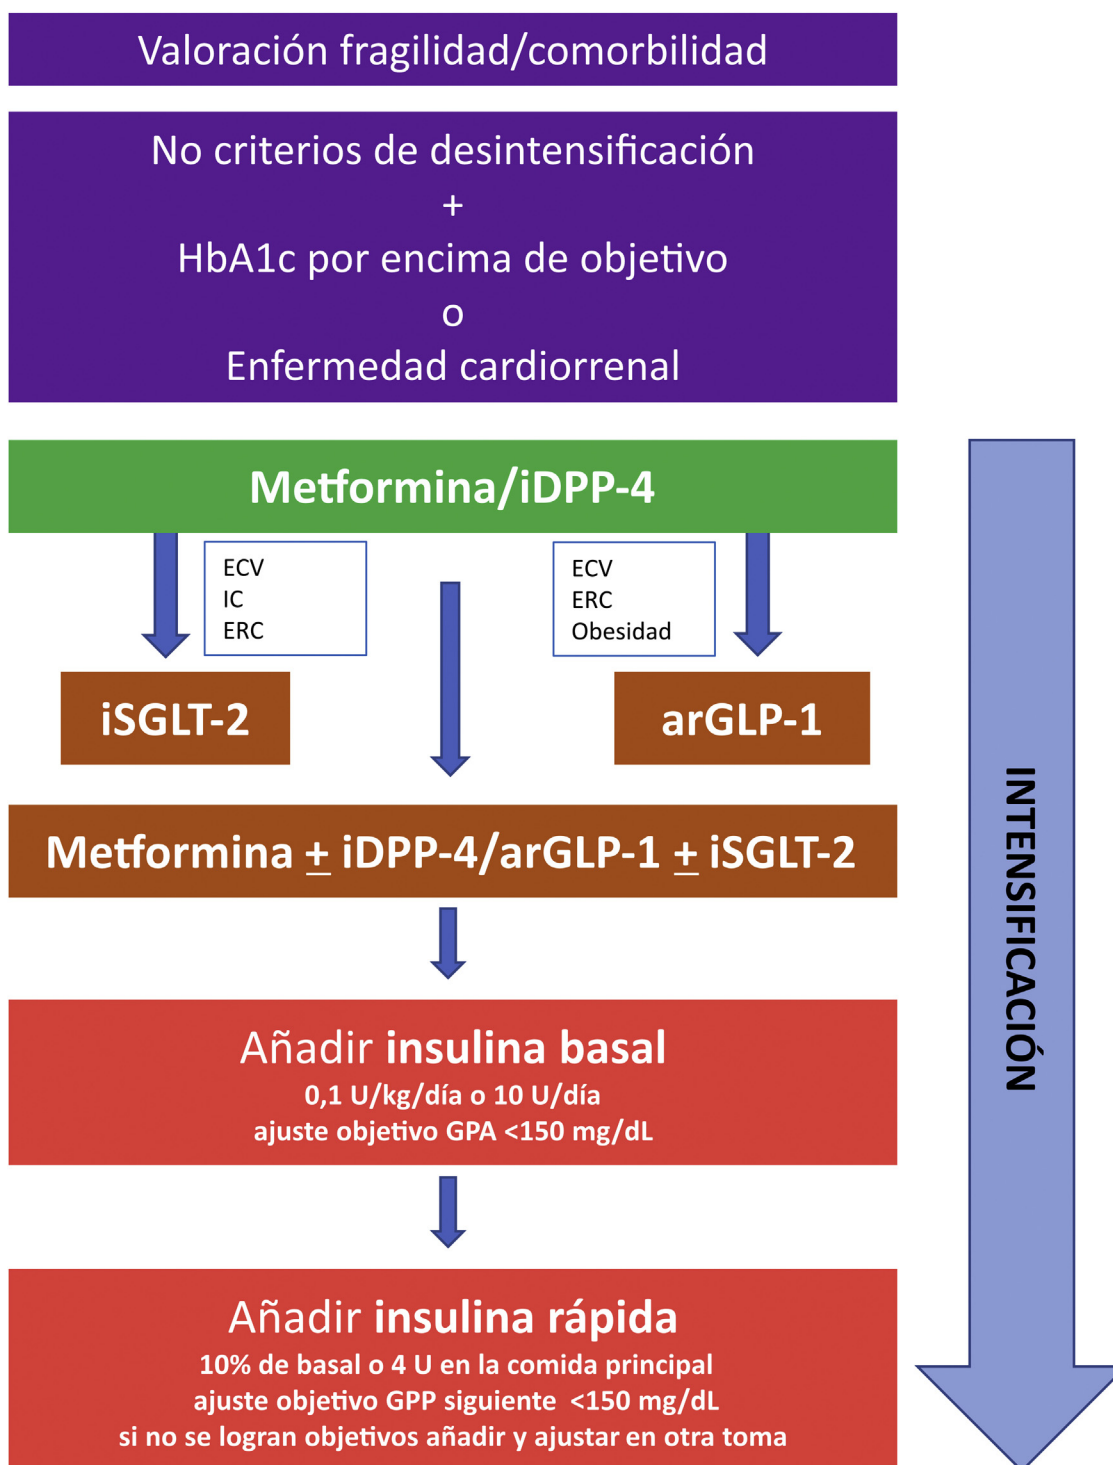 Valoración fragilidad/comorbilidad
No criterios de desintensificación
+
HbA1c por encima de objetivo
o
Enfermedad cardiorrenal
Metformina/iDPP-4
ECV
IC
ERC
ECV
ERC
Obesidad
iSGLT-2
arGLP-1
Metformina ± iDPP-4/arGLP-1 ± iSGLT-2
Añadir insulina basal
0,1 U/kg/día o 10 U/día
ajuste objetivo GPA <150 mg/dL
Añadir insulina rápida
10% de basal o 4 U en la comida principal
ajuste objetivo GPP siguiente <150 mg/dL
si no se logran objetivos añadir y ajustar en otra toma
INTENSIFICACIÓN